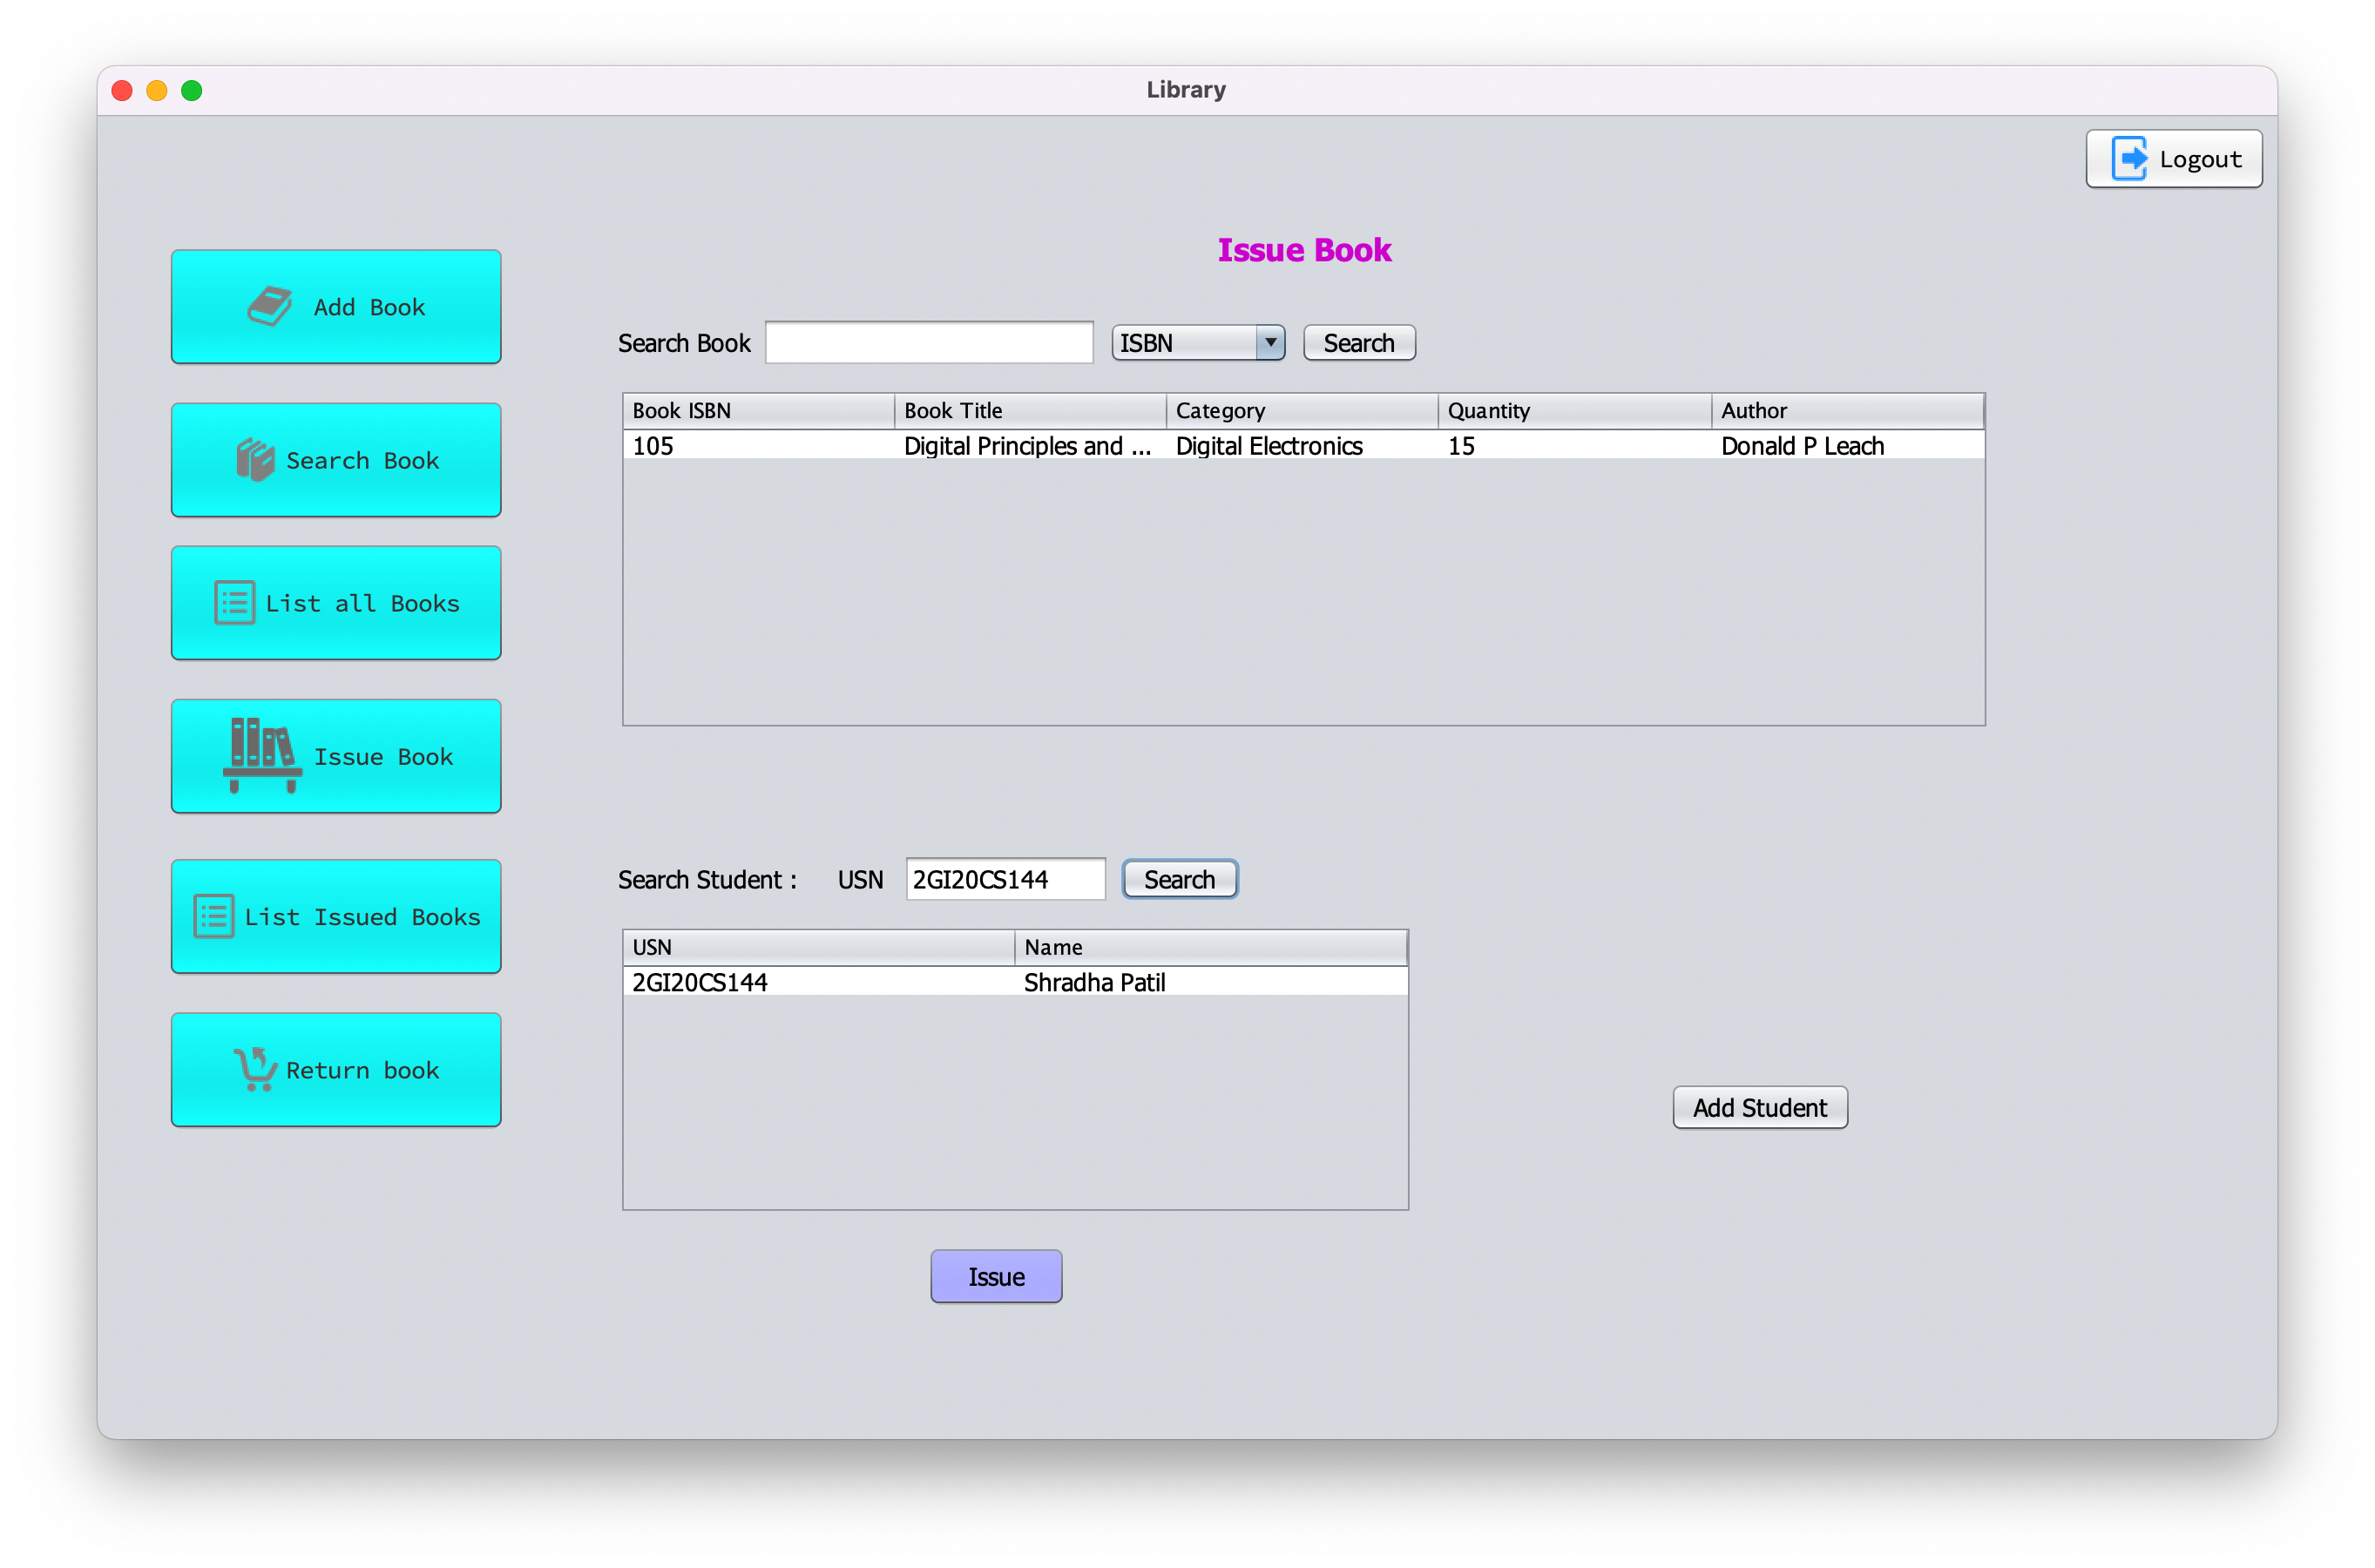 Library
Logout
Issue Book
Add Book
Search Book
List all Books
Issue Book
List Issued Books
Return book
Search Book ISBN Search
Book ISBN Book Title Category Quantity Author
105 Digital Principles and ... Digital Electronics 15 Donald P Leach
Search Student : USN 2GI20CS144 Search
USN Name
2GI20CS144 Shradha Patil
Add Student
Issue